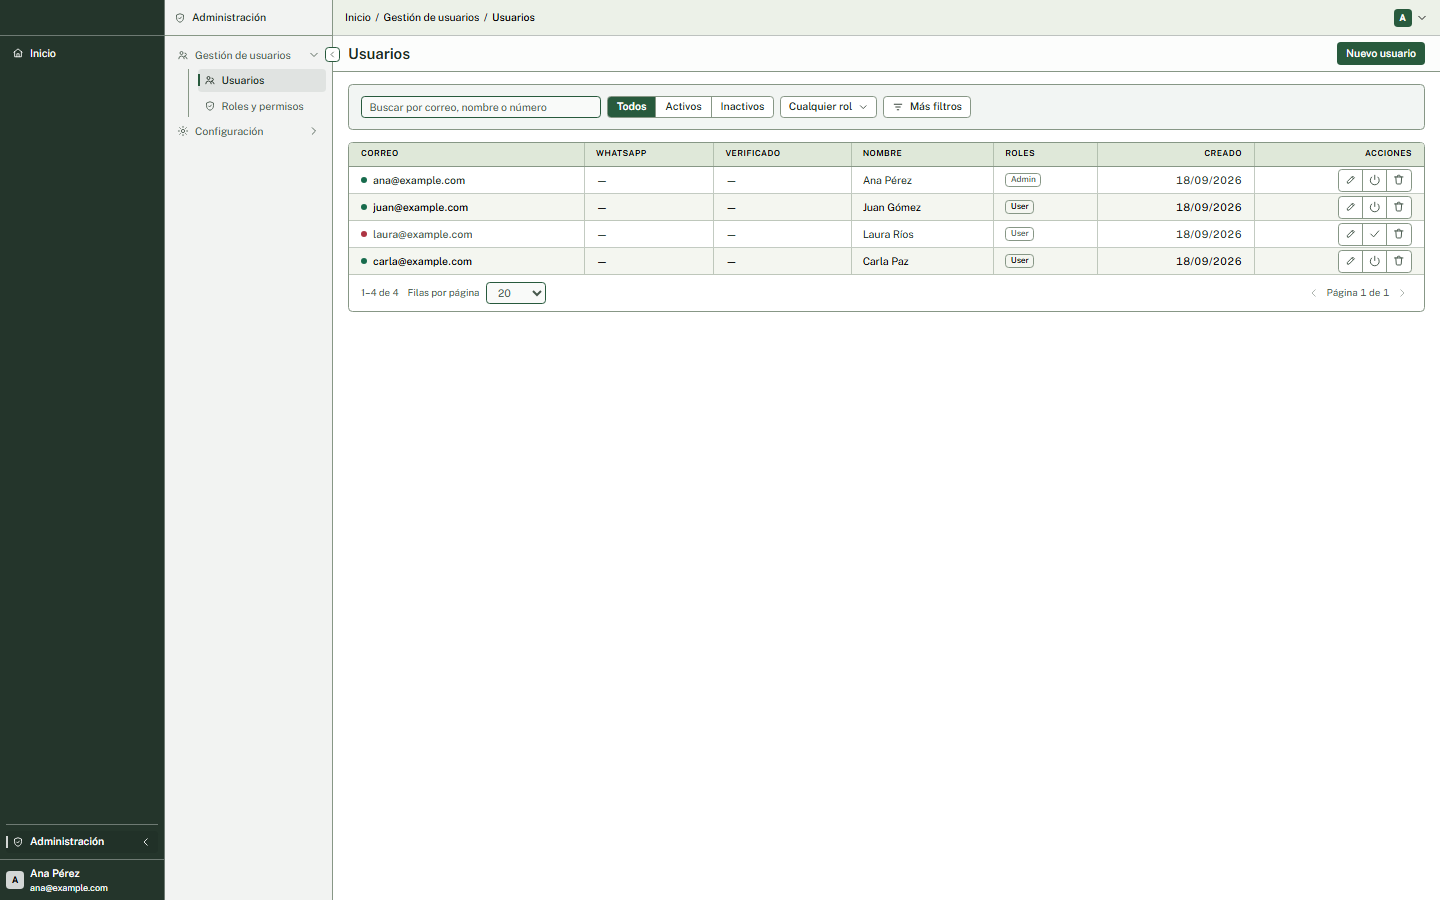 Administración
Inicio / Gestión de usuarios / Usuarios
A
Inicio
Gestión de usuarios
Usuarios
Roles y permisos
Configuración
Usuarios
Nuevo usuario
Buscar por correo, nombre o número
Todos Activos Inactivos
Cualquier rol
Más filtros
CORREO WHATSAPP VERIFICADO NOMBRE ROLES CREADO ACCIONES
ana@example.com — — Ana Pérez Admin 18/09/2026
juan@example.com — — Juan Gómez User 18/09/2026
laura@example.com — — Laura Ríos User 18/09/2026
carla@example.com — — Carla Paz User 18/09/2026
1–4 de 4 Filas por página 20 Página 1 de 1
Administración
A
Ana Pérez
ana@example.com